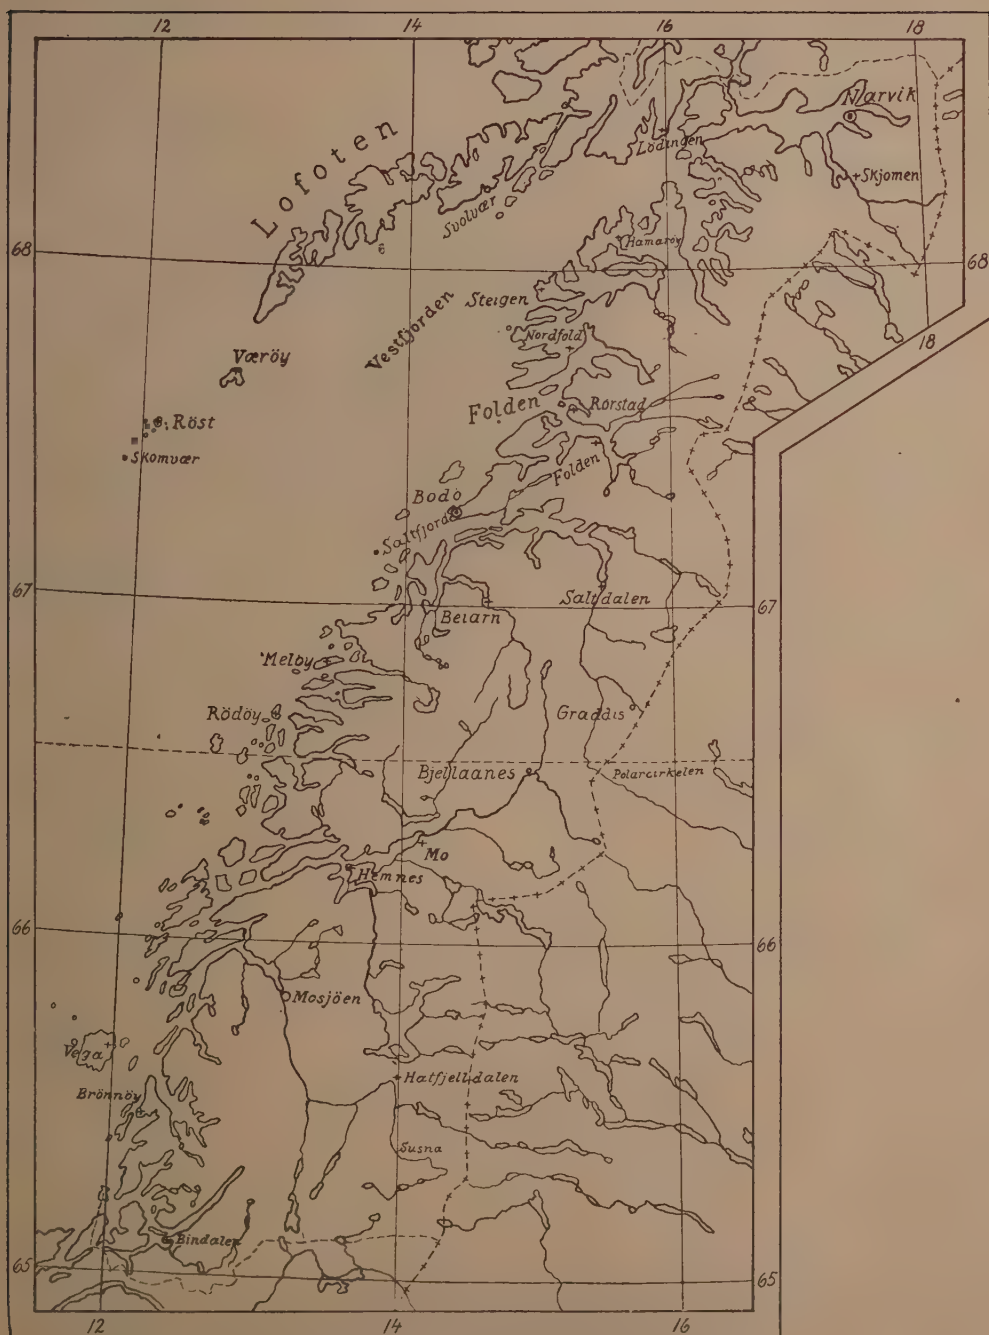 12 14 16 18
Narvik
Lofoten
Lödingen
Skjomen
Svolvær
Hamaröy
68 68
Steigen
Vestfjorden
Nordfold
18
Væröy
Folden
Rörstad
Röst
Skomvær
Folden
Bodö
Saltfjord
67 67
Saltdalen
Beiarn
Melöy
Rödöy
Graddis
Bjellaanes
Polarcirkelen
Mo
Hemnes
66 66
Mosjöen
Vega
Hatfjelldalen
Brönnöy
Susna
Bindalen
65 65
12 14 16